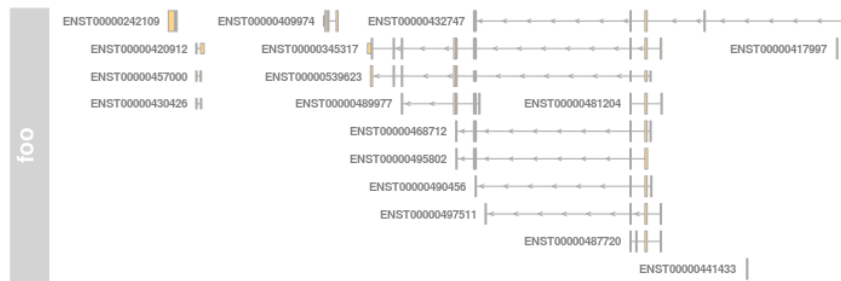 foo
ENST00000242109 ENST00000409974 ENST00000432747
ENST00000420912 ENST00000345317 ENST00000417997
ENST00000457000 ENST00000539623
ENST00000430426 ENST00000489977 ENST00000481204
ENST00000468712
ENST00000495802
ENST00000490456
ENST00000497511
ENST00000487720
ENST00000441433